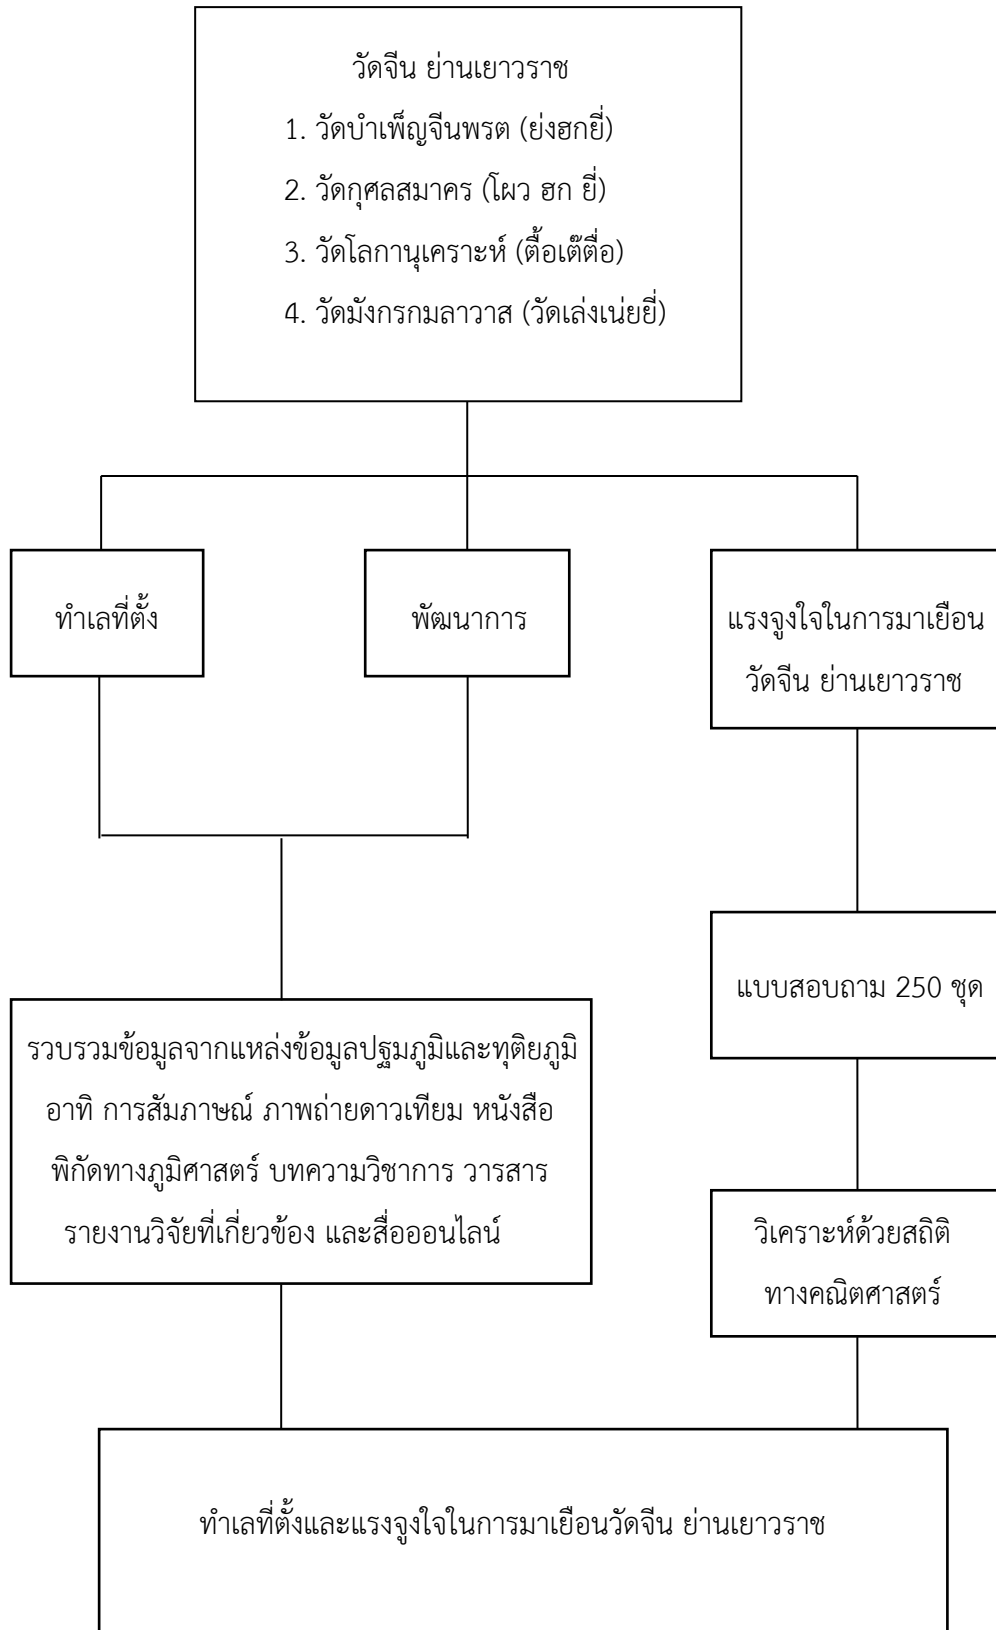 วัดจีน ย่านเยาวราช
1. วัดบำเพ็ญจีนพรต (ย่งฮกยี่)
2. วัดกุศลสมาคร (โผว ฮก ยี่)
3. วัดโลกานุเคราะห์ (ตื้อเต๊ตื่อ)
4. วัดมังกรกมลาวาส (วัดเล่งเน่ยยี่)
ทำเลที่ตั้ง
พัฒนาการ
แรงจูงใจในการมาเยือน
วัดจีน ย่านเยาวราช
แบบสอบถาม 250 ชุด
รวบรวมข้อมูลจากแหล่งข้อมูลปฐมภูมิและทุติยภูมิ
อาทิ การสัมภาษณ์ ภาพถ่ายดาวเทียม หนังสือ
พิกัดทางภูมิศาสตร์ บทความวิชาการ วารสาร
รายงานวิจัยที่เกี่ยวข้อง และสื่อออนไลน์
วิเคราะห์ด้วยสถิติ
ทางคณิตศาสตร์
ทำเลที่ตั้งและแรงจูงใจในการมาเยือนวัดจีน ย่านเยาวราช